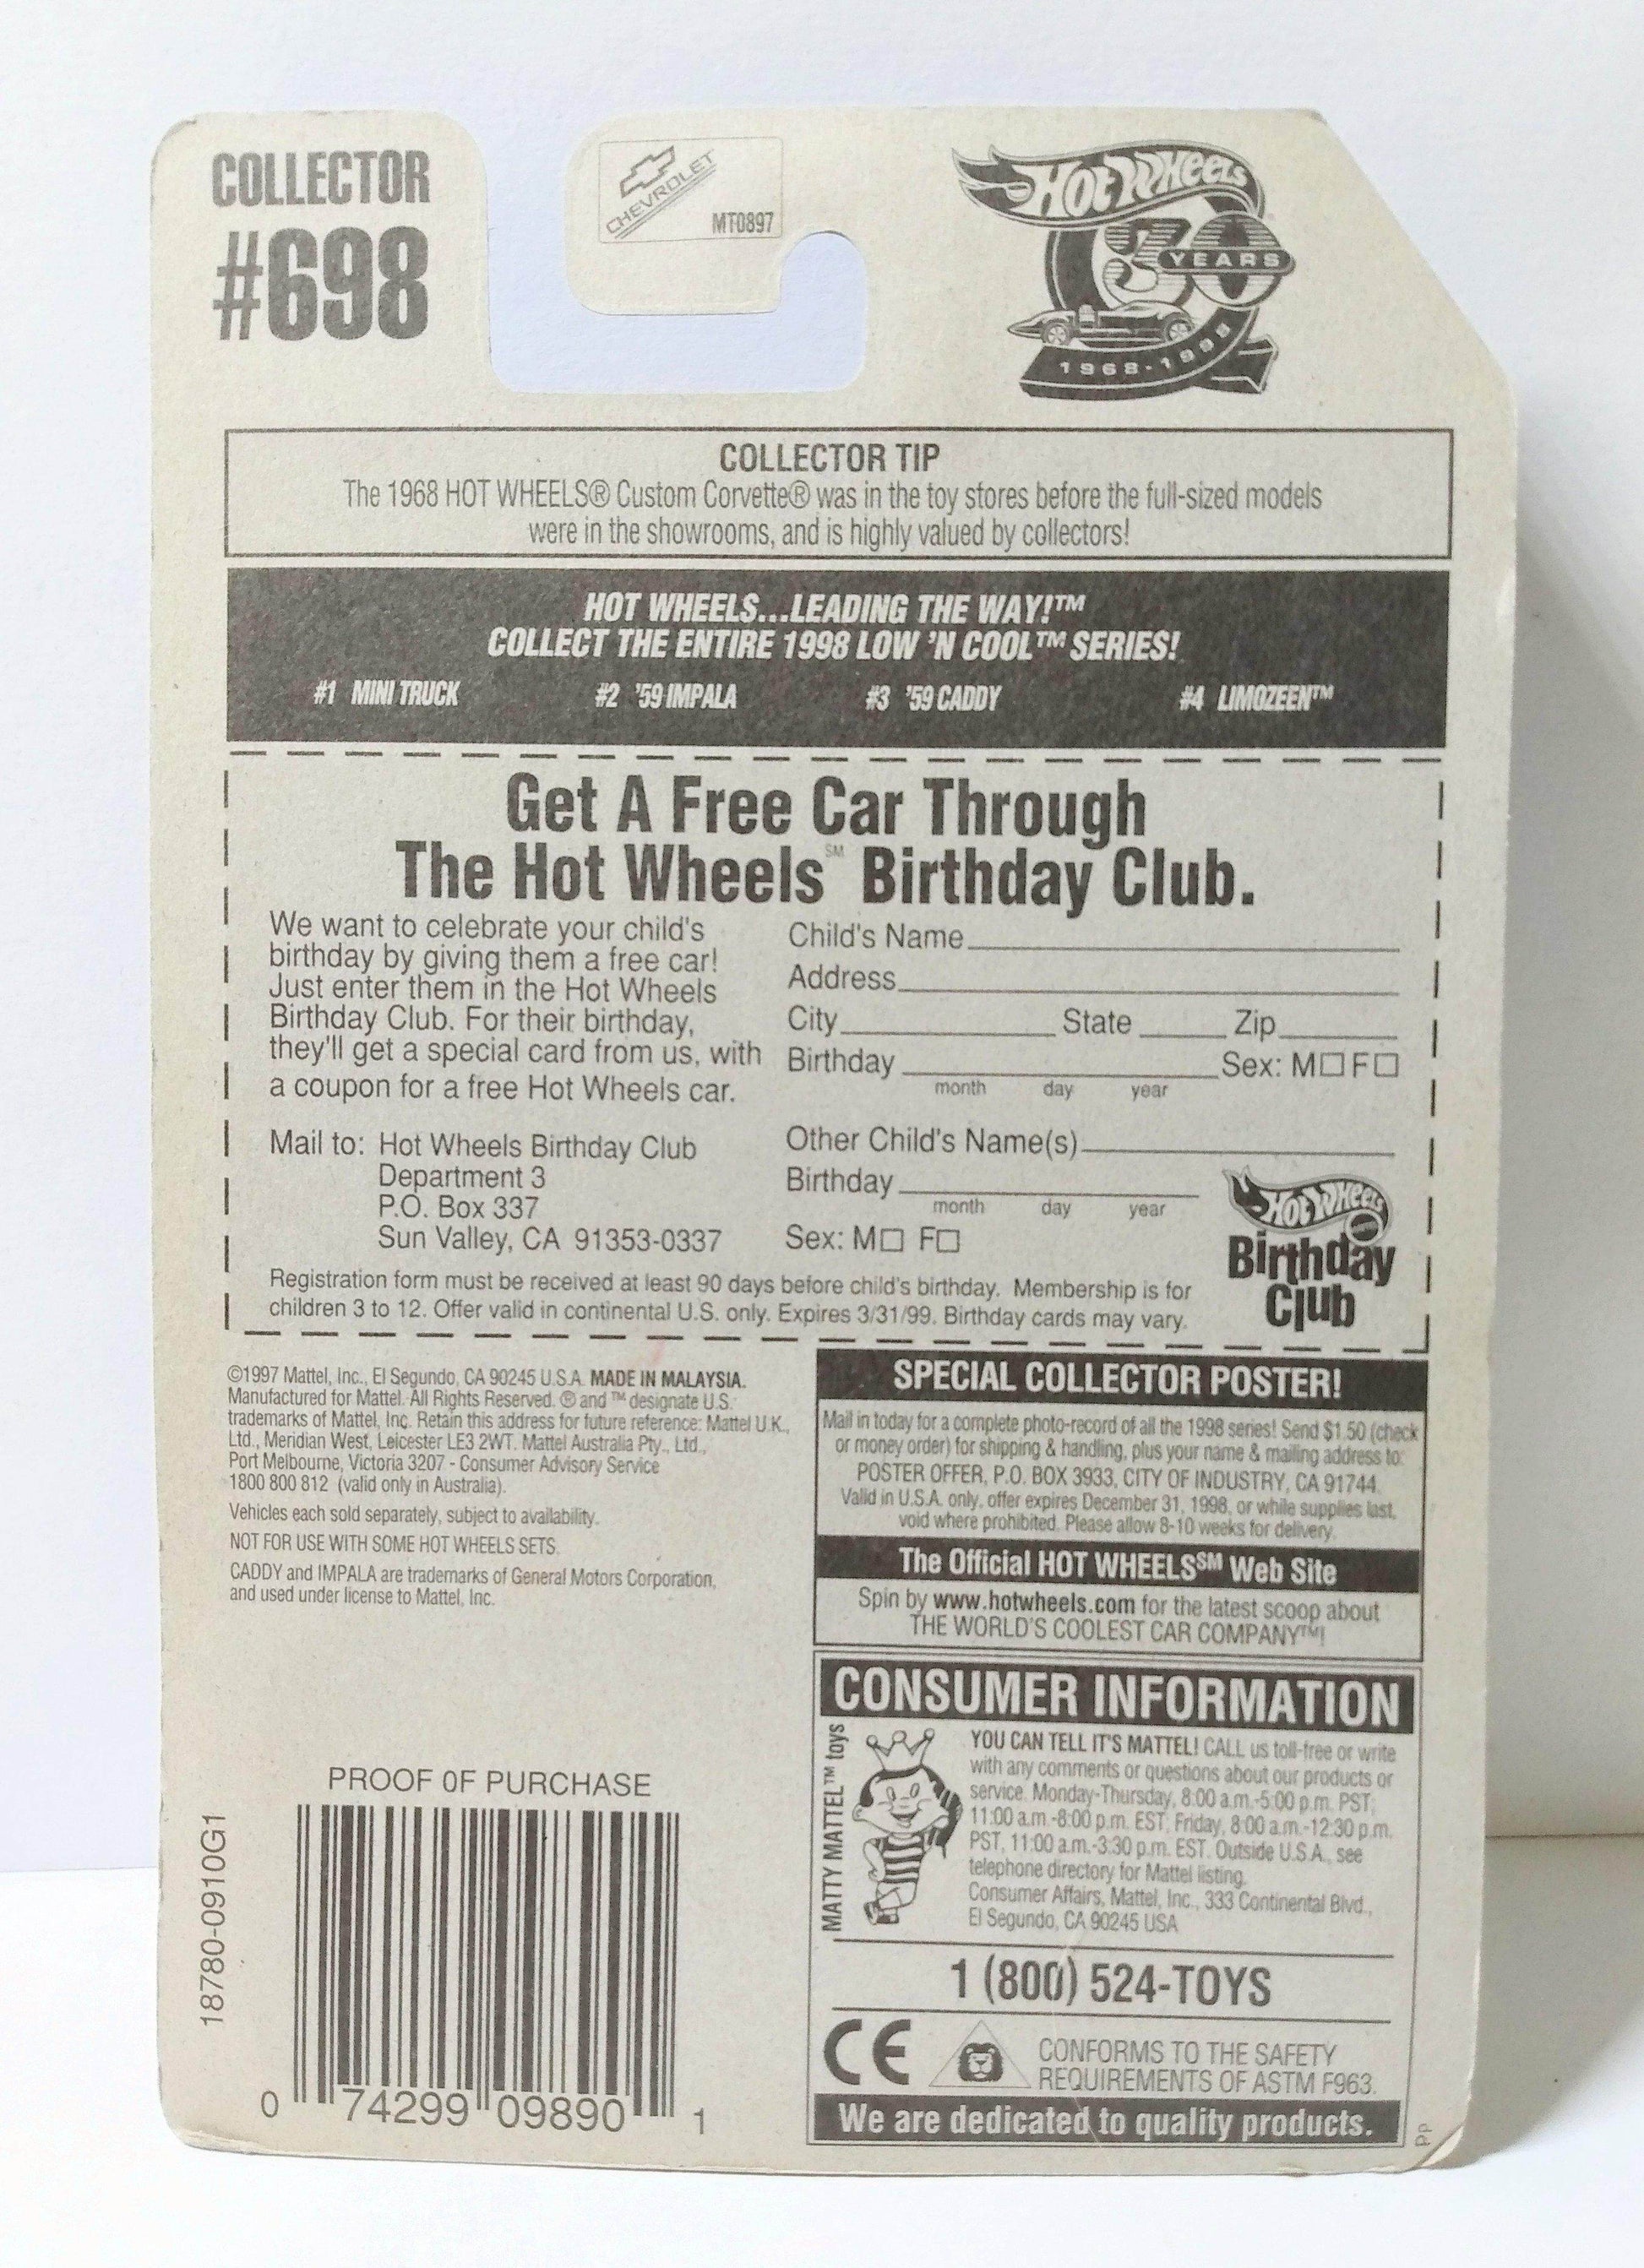 COLLECTOR
#698
CHEVROLET
MT0897
HOT WHEELS
30
YEARS
1968-1998
COLLECTOR TIP
The 1968 HOT WHEELS® Custom Corvette® was in the toy stores before the full-sized models
were in the showrooms, and is highly valued by collectors!
HOT WHEELS...LEADING THE WAY!™
COLLECT THE ENTIRE 1998 LOW 'N COOL™ SERIES!
#1 MINI TRUCK #2 '59 IMPALA #3 '59 CADDY #4 LIMOZEEN™
Get A Free Car Through
The Hot Wheels℠ Birthday Club.
We want to celebrate your child's
birthday by giving them a free car!
Just enter them in the Hot Wheels
Birthday Club. For their birthday,
they'll get a special card from us, with
a coupon for a free Hot Wheels car.
Mail to: Hot Wheels Birthday Club
Department 3
P.O. Box 337
Sun Valley, CA 91353-0337
Child's Name
Address
City State Zip
Birthday Sex: M□ F□
month day year
Other Child's Name(s)
Birthday
month day year
Sex: M□ F□
HOT WHEELS
Birthday
Club
Registration form must be received at least 90 days before child's birthday. Membership is for
children 3 to 12. Offer valid in continental U.S. only. Expires 3/31/99. Birthday cards may vary.
©1997 Mattel, Inc., El Segundo, CA 90245 U.S.A. MADE IN MALAYSIA.
Manufactured for Mattel. All Rights Reserved. ® and ™ designate U.S.
trademarks of Mattel, Inc. Retain this address for future reference: Mattel U.K.,
Ltd., Meridian West, Leicester LE3 2WT. Mattel Australia Pty., Ltd.,
Port Melbourne, Victoria 3207 - Consumer Advisory Service
1800 800 812 (valid only in Australia).
Vehicles each sold separately, subject to availability.
NOT FOR USE WITH SOME HOT WHEELS SETS.
CADDY and IMPALA are trademarks of General Motors Corporation,
and used under license to Mattel, Inc.
SPECIAL COLLECTOR POSTER!
Mail in today for a complete photo-record of all the 1998 series! Send $1.50 (check
or money order) for shipping & handling, plus your name & mailing address to:
POSTER OFFER, P.O. BOX 3933, CITY OF INDUSTRY, CA 91744.
Valid in U.S.A. only, offer expires December 31, 1998, or while supplies last,
void where prohibited. Please allow 8-10 weeks for delivery.
The Official HOT WHEELS℠ Web Site
Spin by www.hotwheels.com for the latest scoop about
THE WORLD'S COOLEST CAR COMPANY™!
CONSUMER INFORMATION
MATTY MATTEL™ toys
YOU CAN TELL IT'S MATTEL! CALL us toll-free or write
with any comments or questions about our products or
service. Monday-Thursday, 8:00 a.m.-5:00 p.m. PST;
11:00 a.m.-8:00 p.m. EST; Friday, 8:00 a.m.-12:30 p.m.
PST, 11:00 a.m.-3:30 p.m. EST. Outside U.S.A., see
telephone directory for Mattel listing.
Consumer Affairs, Mattel, Inc., 333 Continental Blvd.,
El Segundo, CA 90245 USA
1 (800) 524-TOYS
CE
CONFORMS TO THE SAFETY
REQUIREMENTS OF ASTM F963.
We are dedicated to quality products.
PP
PROOF OF PURCHASE
18780-0910G1
0 74299 09890 1